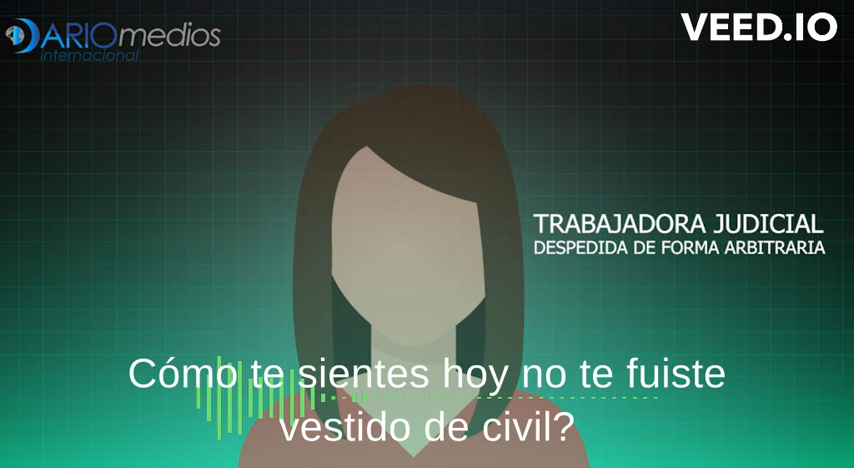 DARIOmedios
internacional
VEED.IO
TRABAJADORA JUDICIAL
DESPEDIDA DE FORMA ARBITRARIA
Cómo te sientes hoy no te fuiste
vestido de civil?